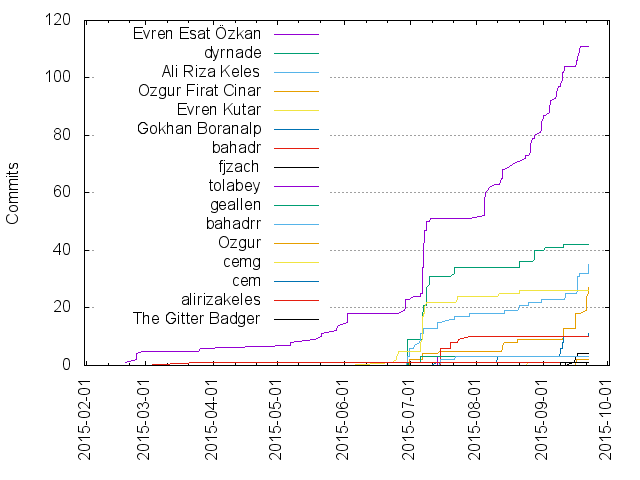 120
100
80
60
40
20
0
Commits
Evren Esat Özkan
dyrnade
Ali Riza Keles
Ozgur Firat Cinar
Evren Kutar
Gokhan Boranalp
bahadr
fjzach
tolabey
geallen
bahadrr
Ozgur
cemg
cem
alirizakeles
The Gitter Badger
2015-02-01
2015-03-01
2015-04-01
2015-05-01
2015-06-01
2015-07-01
2015-08-01
2015-09-01
2015-10-01